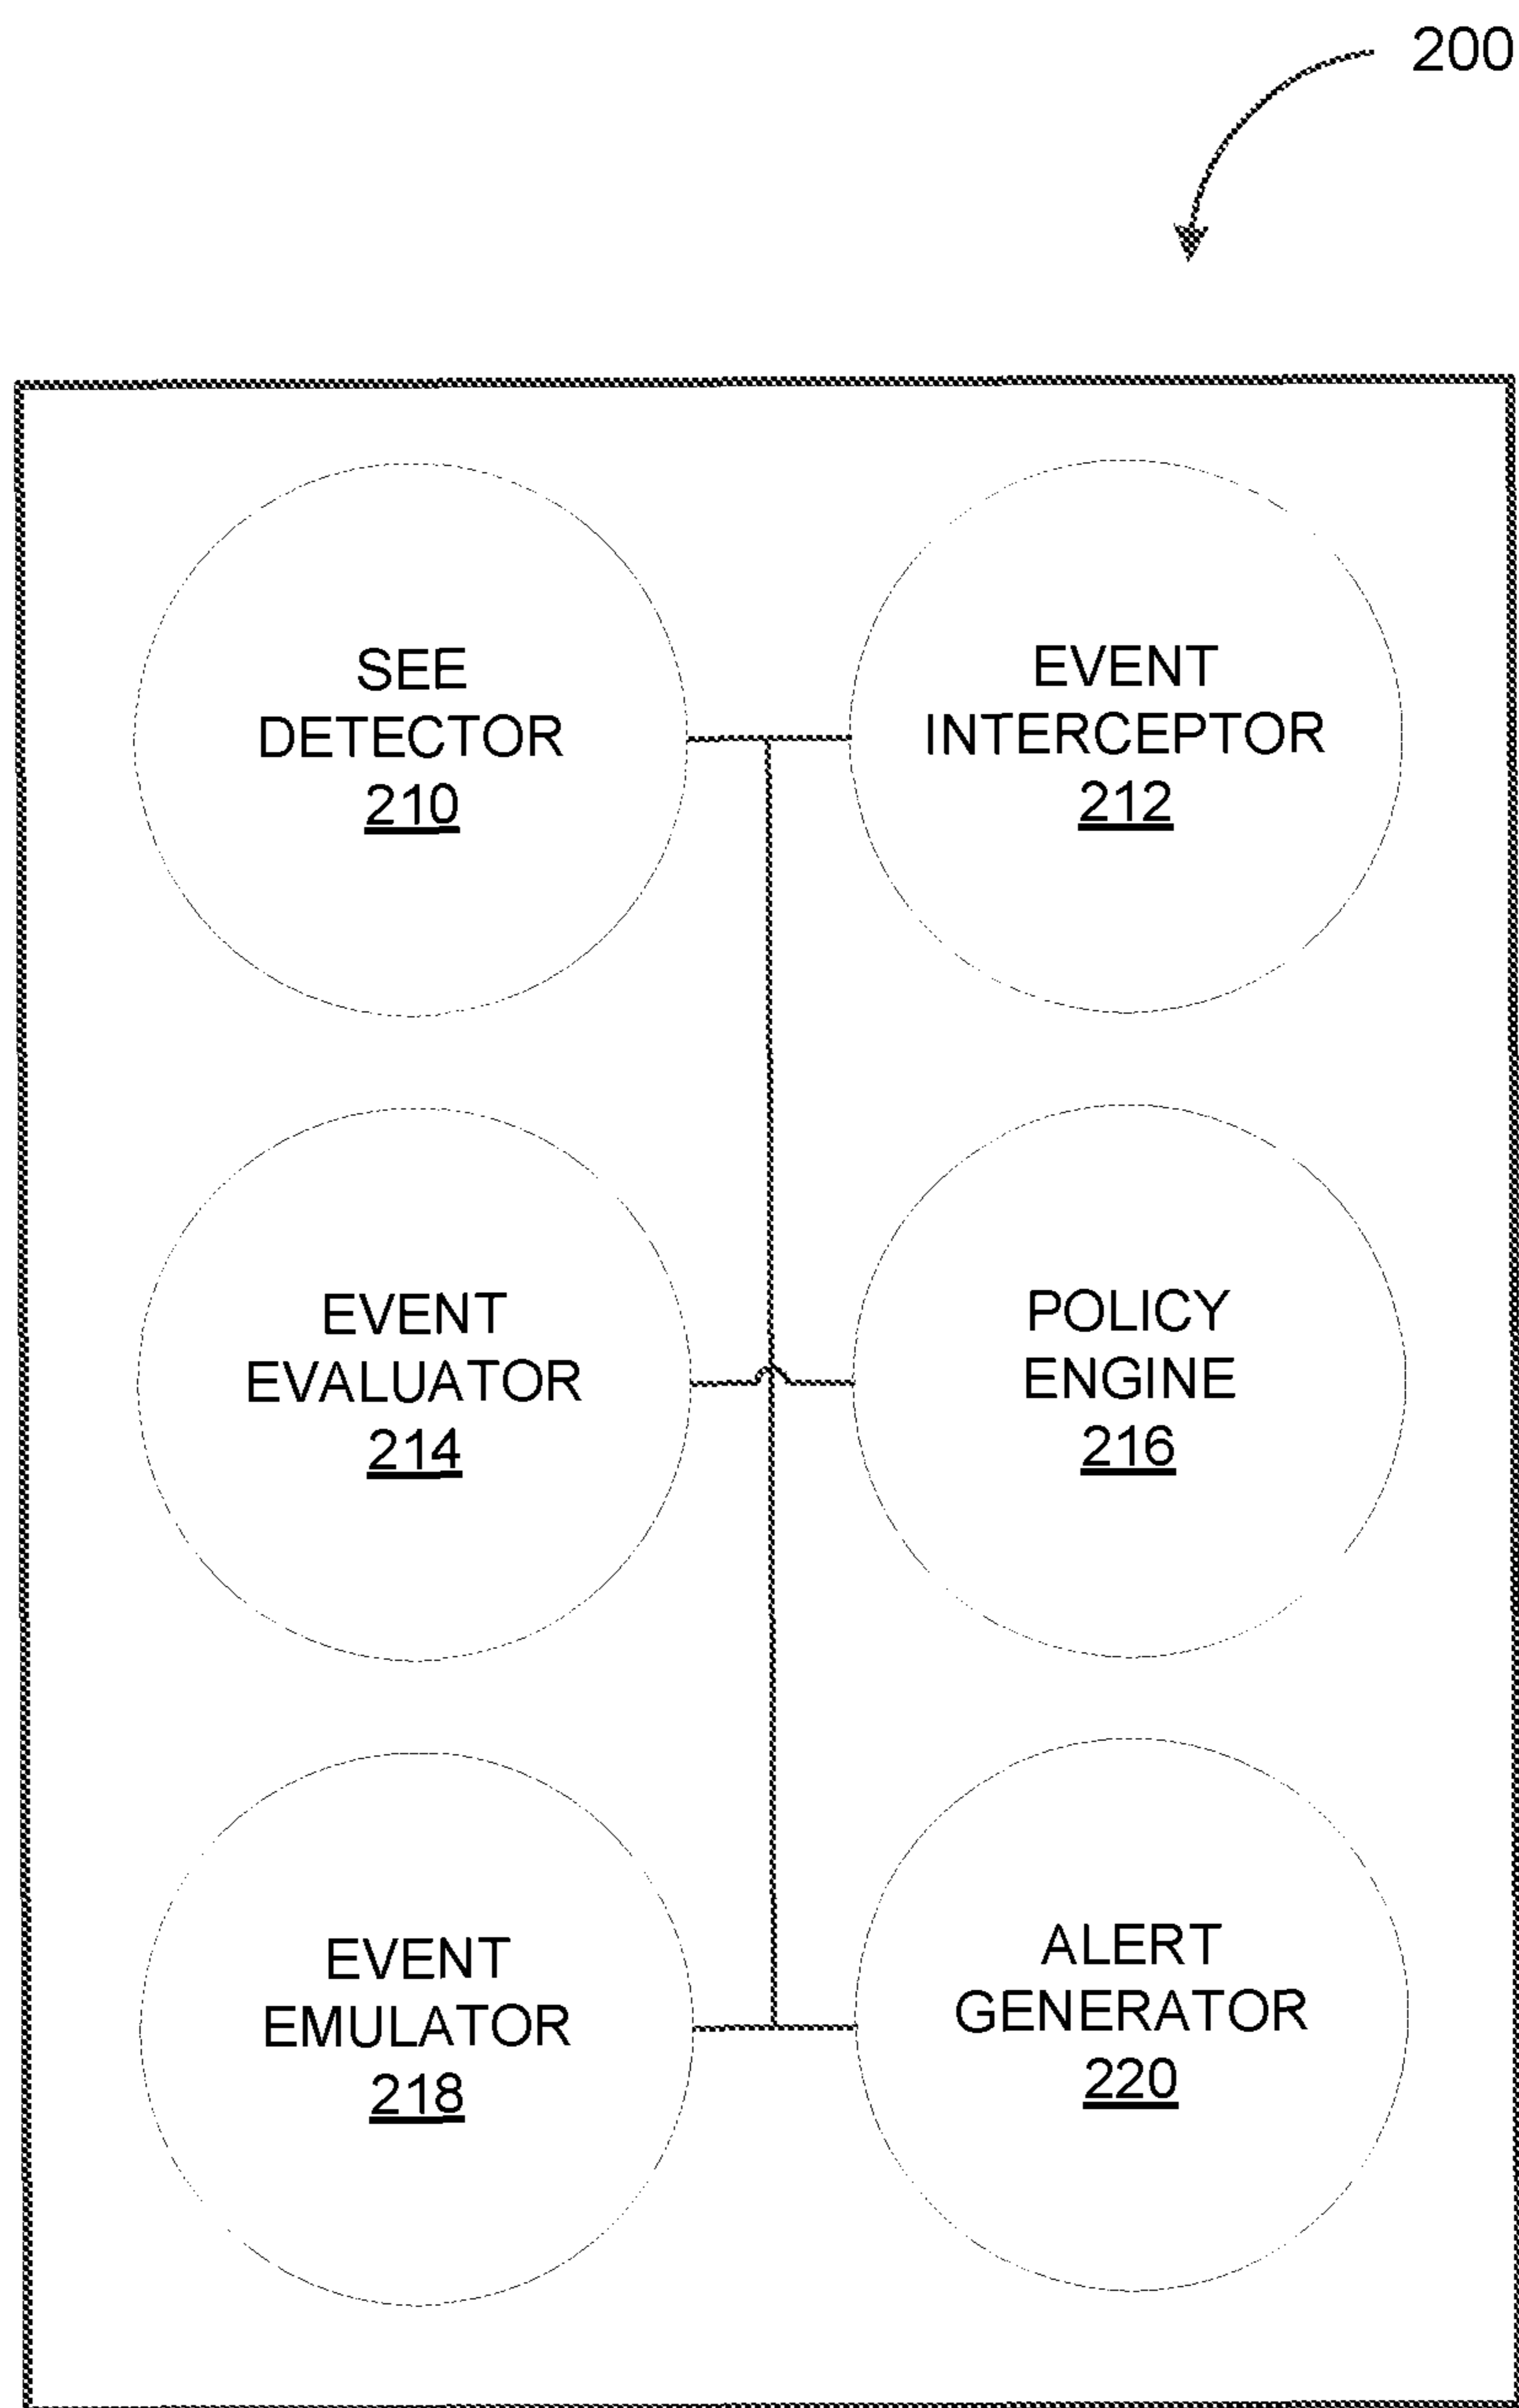 200
SEE
DETECTOR
210
EVENT
INTERCEPTOR
212
EVENT
EVALUATOR
214
POLICY
ENGINE
216
EVENT
EMULATOR
218
ALERT
GENERATOR
220